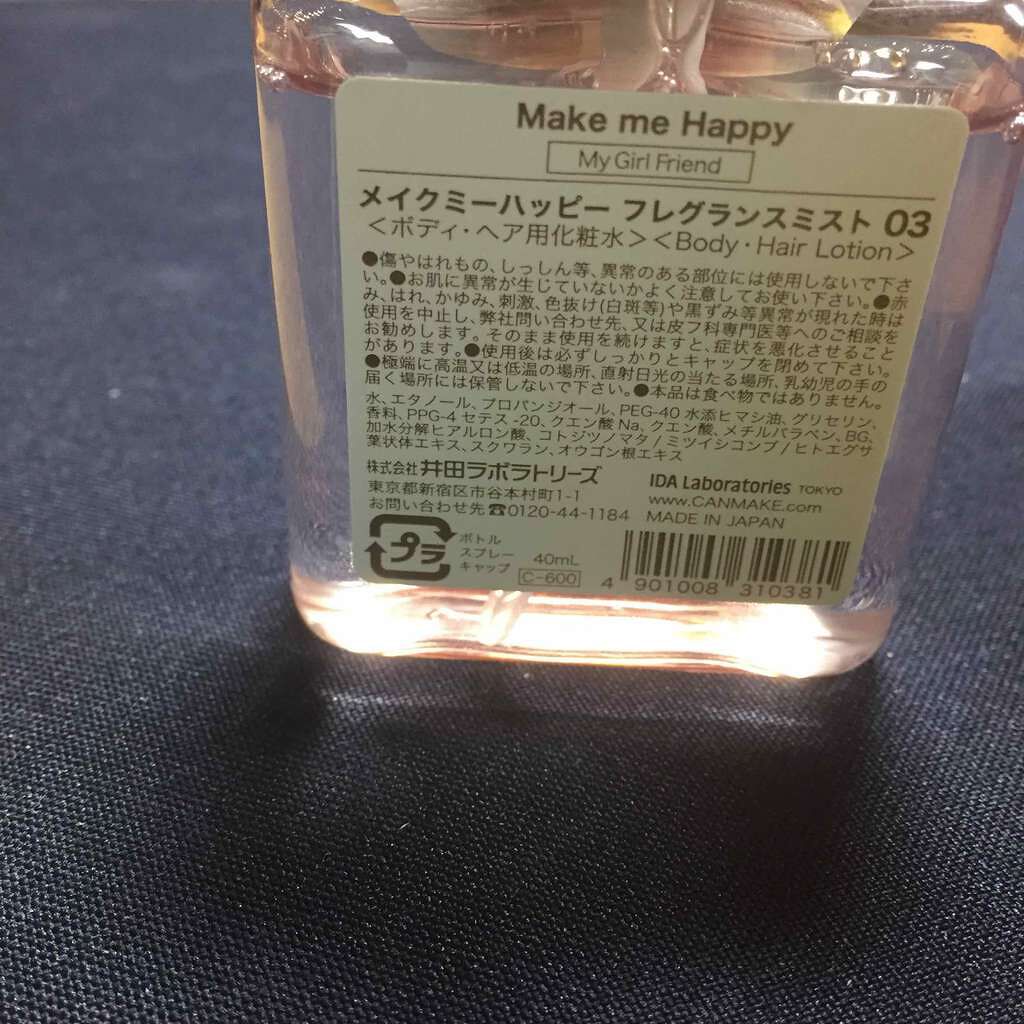 Make me Happy
My Girl Friend
メイクミーハッピー フレグランスミスト 03
＜ボディ・ヘア用化粧水＞＜Body・Hair Lotion＞
●傷やはれもの、しっしん等、異常のある部位には使用しないで下さ
い。●お肌に異常が生じていないかよく注意してお使い下さい。●赤
み、はれ、かゆみ、刺激、色抜け(白斑等)や黒ずみ等異常が現れた時は
使用を中止し、弊社問い合わせ先、又は皮フ科専門医等へのご相談を
お勧めします。そのまま使用を続けますと、症状を悪化させること
があります。●使用後は必ずしっかりとキャップを閉めて下さい。
●極端に高温又は低温の場所、直射日光の当たる場所、乳幼児の手の
届く場所には保管しないで下さい。●本品は食べ物ではありません。
水、エタノール、プロパンジオール、PEG-40 水添ヒマシ油、グリセリン、
香料、PPG-4 セテス -20、クエン酸 Na、クエン酸、メチルパラベン、BG、
加水分解ヒアルロン酸、コトジツノマタ / ミツイシコンブ / ヒトエグサ
葉状体エキス、スクワラン、オウゴン根エキス
株式会社 井田ラボラトリーズ
東京都新宿区市谷本村町1-1
お問い合わせ先 ☎0120-44-1184
IDA Laboratories TOKYO
www.CANMAKE.com
MADE IN JAPAN
プラ
ボトル
スプレー
キャップ
40mL
C-600
4 901008 310381